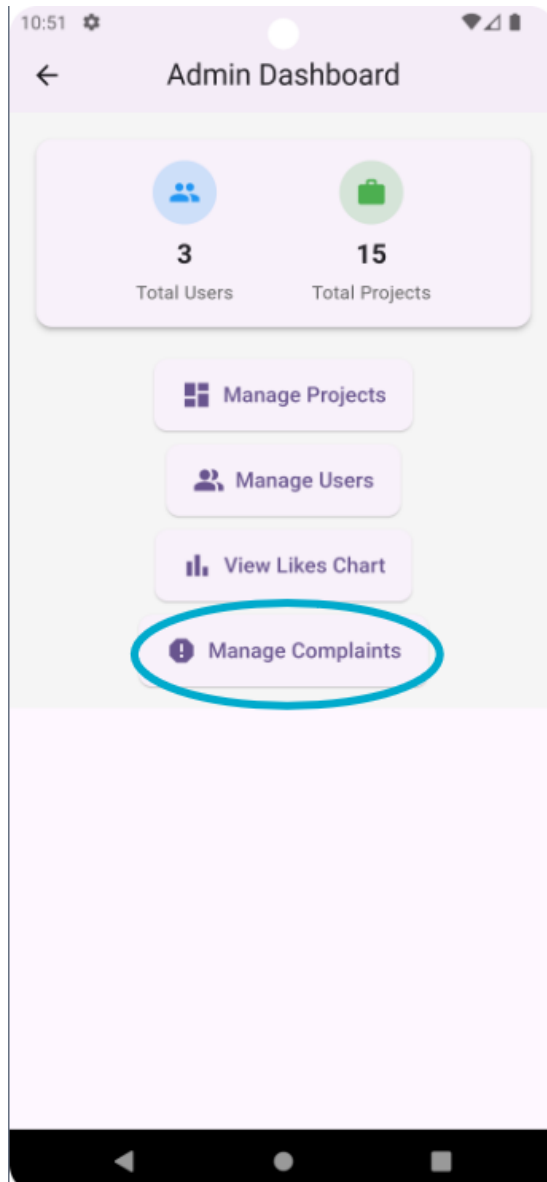 10:51
Admin Dashboard
3
15
Total Users
Total Projects
Manage Projects
Manage Users
View Likes Chart
Manage Complaints